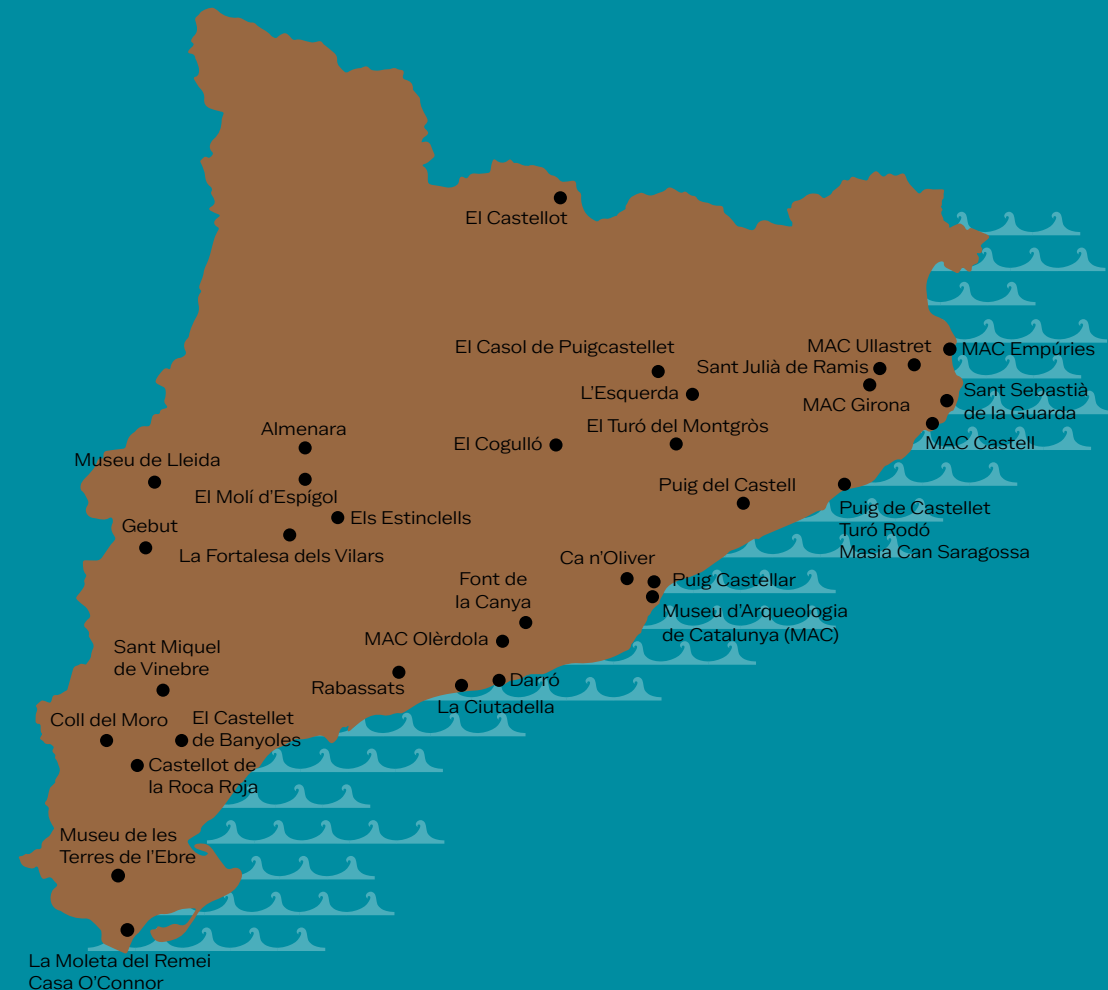 El Castellot
El Casol de Puigcastellet
MAC Ullastret
MAC Empúries
Sant Julià de Ramis
L'Esquerda
MAC Girona
Sant Sebastià
de la Guarda
El Turó del Montgròs
MAC Castell
Almenara
El Cogulló
Museu de Lleida
El Molí d'Espígol
Puig del Castell
Puig de Castellet
Turó Rodó
Masia Can Saragossa
Els Estinclells
Gebut
La Fortalesa dels Vilars
Ca n'Oliver
Puig Castellar
Font de
la Canya
Museu d'Arqueologia
de Catalunya (MAC)
MAC Olèrdola
Sant Miquel
de Vinebre
Rabassats
Darró
La Ciutadella
Coll del Moro
El Castellet
de Banyoles
Castellot de
la Roca Roja
Museu de les
Terres de l'Ebre
La Moleta del Remei
Casa O'Connor